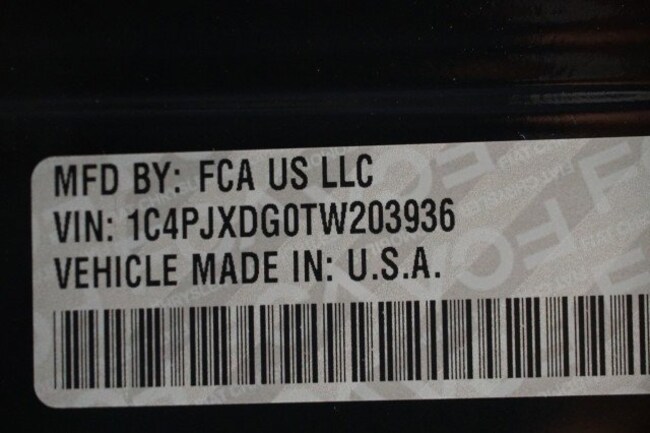 MFD BY: FCA US LLC
VIN: 1C4PJXDG0TW203936
VEHICLE MADE IN: U.S.A.